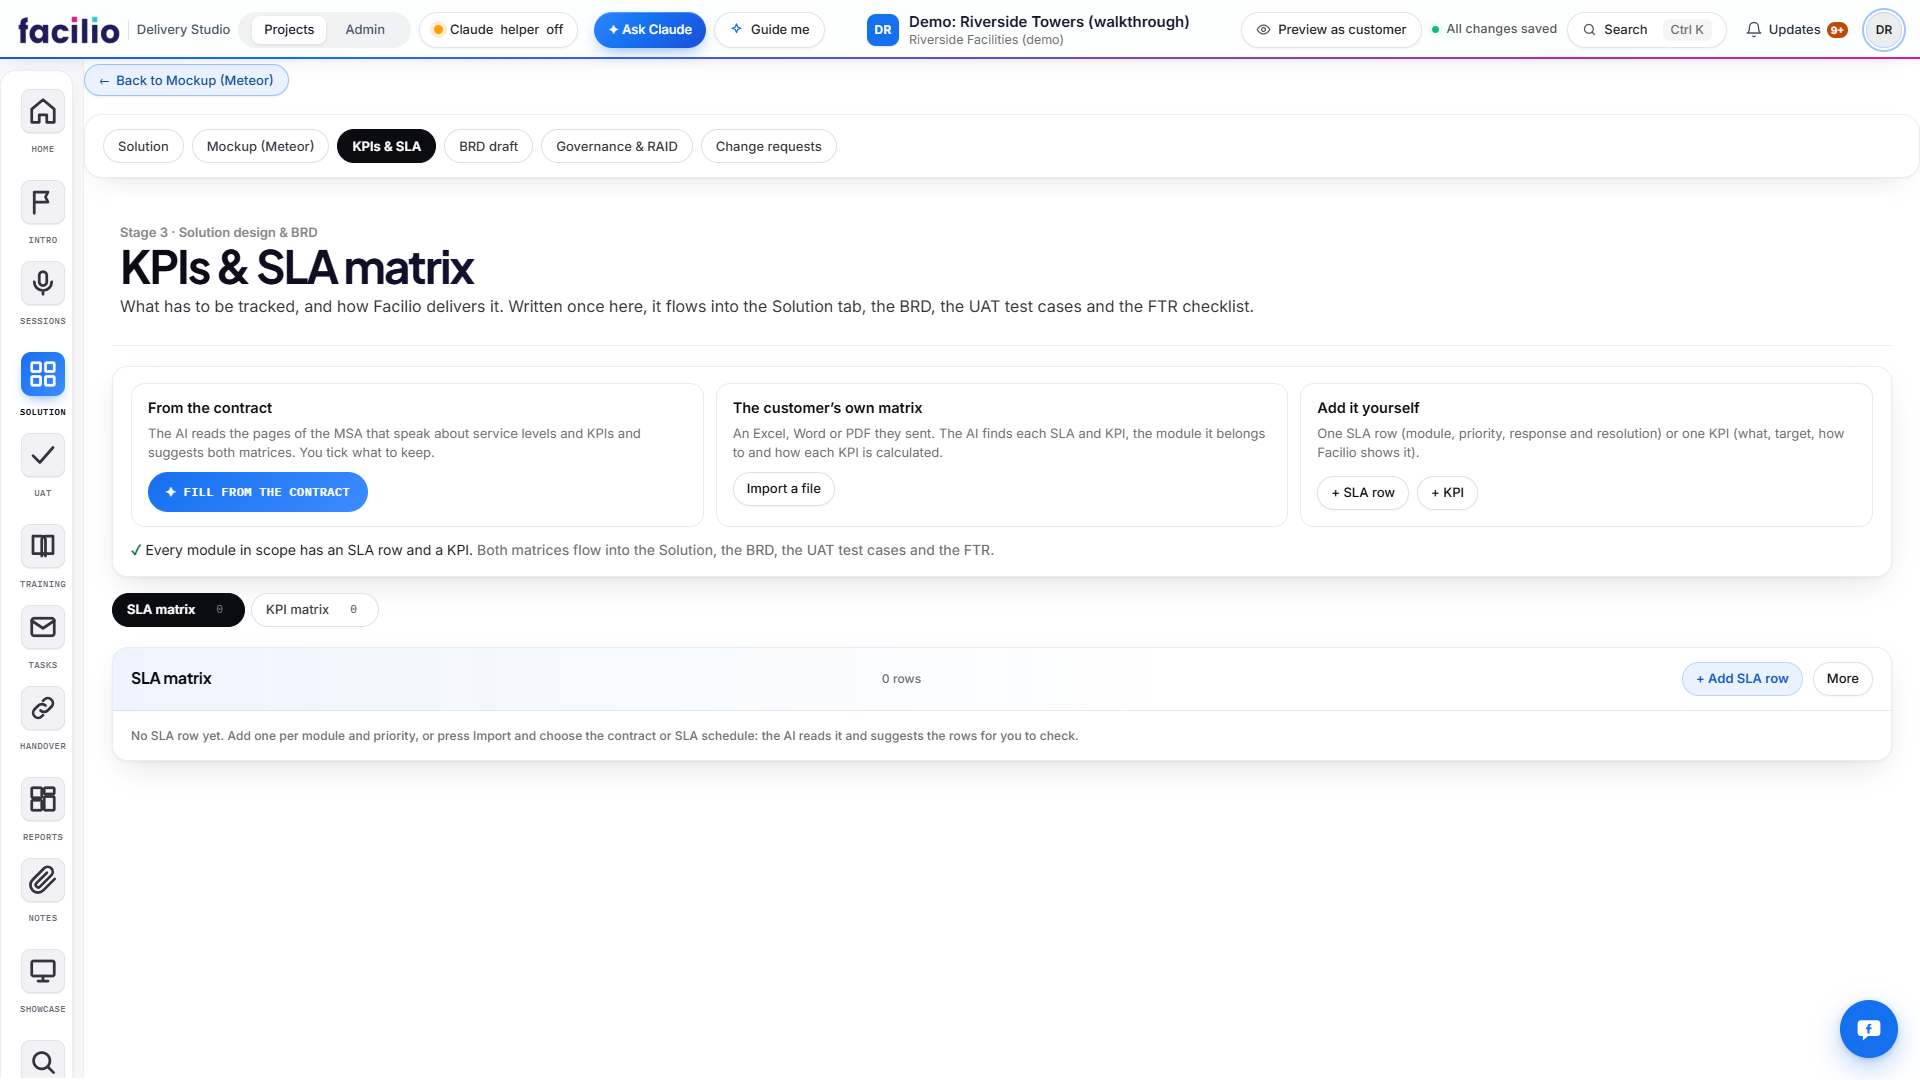 facilio
Delivery Studio
Projects
Admin
Claude helper off
✦ Ask Claude
Guide me
DR
Demo: Riverside Towers (walkthrough)
Riverside Facilities (demo)
Preview as customer
All changes saved
Search
Ctrl K
Updates
9+
DR
← Back to Mockup (Meteor)
HOME
INTRO
SESSIONS
SOLUTION
UAT
TRAINING
TASKS
HANDOVER
REPORTS
NOTES
SHOWCASE
Solution
Mockup (Meteor)
KPIs & SLA
BRD draft
Governance & RAID
Change requests
Stage 3 · Solution design & BRD
KPIs & SLA matrix
What has to be tracked, and how Facilio delivers it. Written once here, it flows into the Solution tab, the BRD, the UAT test cases and the FTR checklist.
From the contract
The AI reads the pages of the MSA that speak about service levels and KPIs and
suggests both matrices. You tick what to keep.
✦ FILL FROM THE CONTRACT
The customer’s own matrix
An Excel, Word or PDF they sent. The AI finds each SLA and KPI, the module it belongs
to and how each KPI is calculated.
Import a file
Add it yourself
One SLA row (module, priority, response and resolution) or one KPI (what, target, how
Facilio shows it).
+ SLA row
+ KPI
✓ Every module in scope has an SLA row and a KPI. Both matrices flow into the Solution, the BRD, the UAT test cases and the FTR.
SLA matrix 0
KPI matrix 0
SLA matrix
0 rows
+ Add SLA row
More
No SLA row yet. Add one per module and priority, or press Import and choose the contract or SLA schedule: the AI reads it and suggests the rows for you to check.